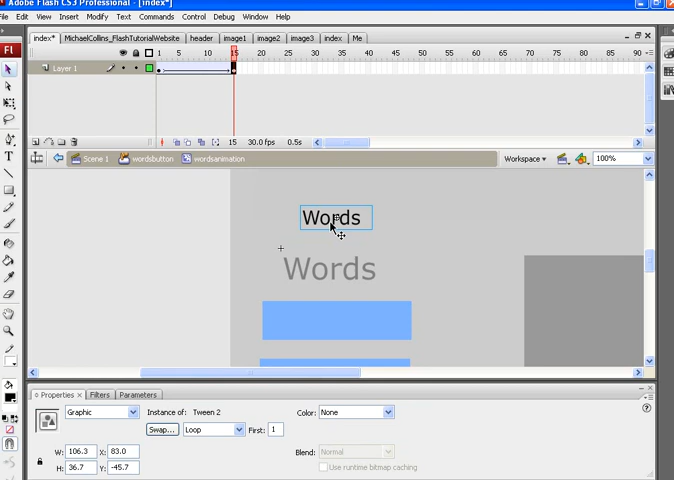 Adobe Flash CS3 Professional - [index*]
File Edit View Insert Modify Text Commands Control Debug Window Help
index* MichaelCollins_FlashTutorialWebsite header image1 image2 image3 index Me
1 5 10 15 20 25 30 35 40 45 50 55 60 65 70 75 80 85 90
Layer 1
15 30.0 fps 0.5s
Scene 1 wordsbutton wordsanimation Workspace 100%
Words
Words
Properties × Filters Parameters
Graphic Instance of: Tween 2 Color: None
Swap... Loop First: 1
W: 106.3 X: 83.0 Blend: Normal
H: 36.7 Y: -45.7 Use runtime bitmap caching